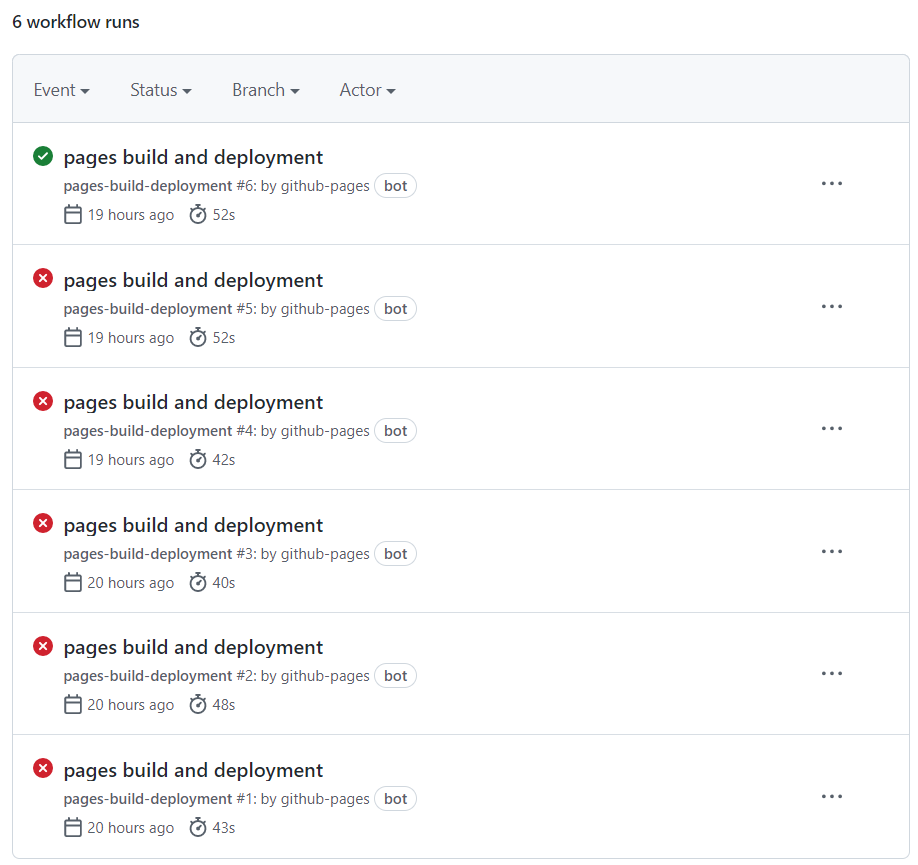 6 workflow runs
Event Status Branch Actor
pages build and deployment
pages-build-deployment #6: by github-pages bot
19 hours ago 52s
pages build and deployment
pages-build-deployment #5: by github-pages bot
19 hours ago 52s
pages build and deployment
pages-build-deployment #4: by github-pages bot
19 hours ago 42s
pages build and deployment
pages-build-deployment #3: by github-pages bot
20 hours ago 40s
pages build and deployment
pages-build-deployment #2: by github-pages bot
20 hours ago 48s
pages build and deployment
pages-build-deployment #1: by github-pages bot
20 hours ago 43s